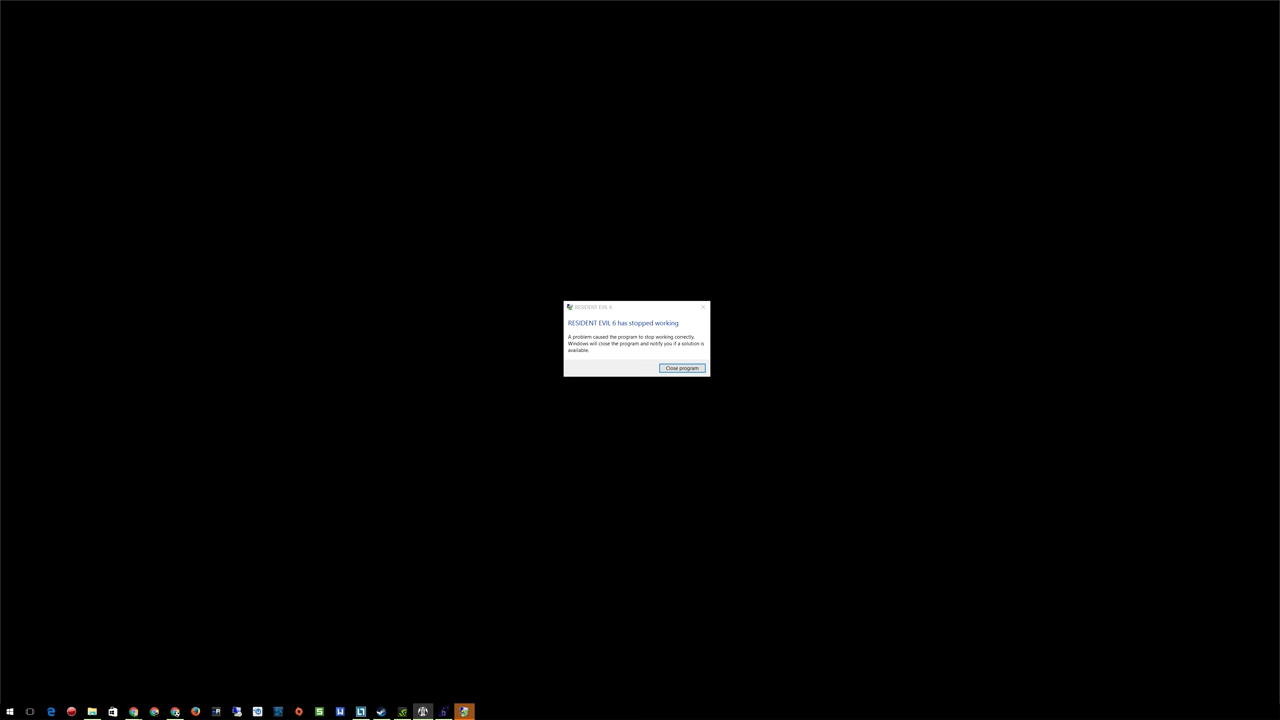 RESIDENT EVIL 6
RESIDENT EVIL 6 has stopped working
A problem caused the program to stop working correctly.
Windows will close the program and notify you if a solution is
available.
Close program